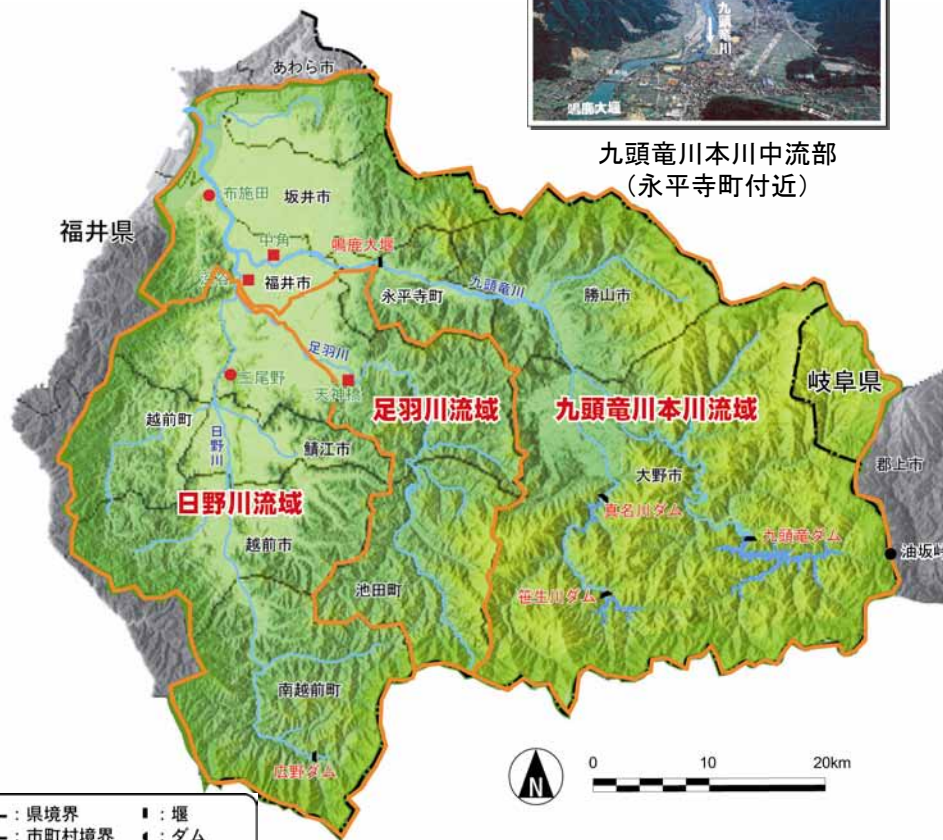 九頭竜川
鳴鹿大堰
九頭竜川本川中流部
(永平寺町付近)
あわら市
福井県
布施田
坂井市
中角
鳴鹿大堰
福井市
永平寺町
九頭竜川
勝山市
岐阜県
足羽川
三尾野
天神橋
足羽川流域
九頭竜川本川流域
越前町
日野川
鯖江市
大野市
郡上市
日野川流域
真名川ダム
九頭竜ダム
越前市
油坂峠
池田町
笹生川ダム
南越前町
広野ダム
N
0 10 20km
:県境界 :堰
:市町村境界 :ダム